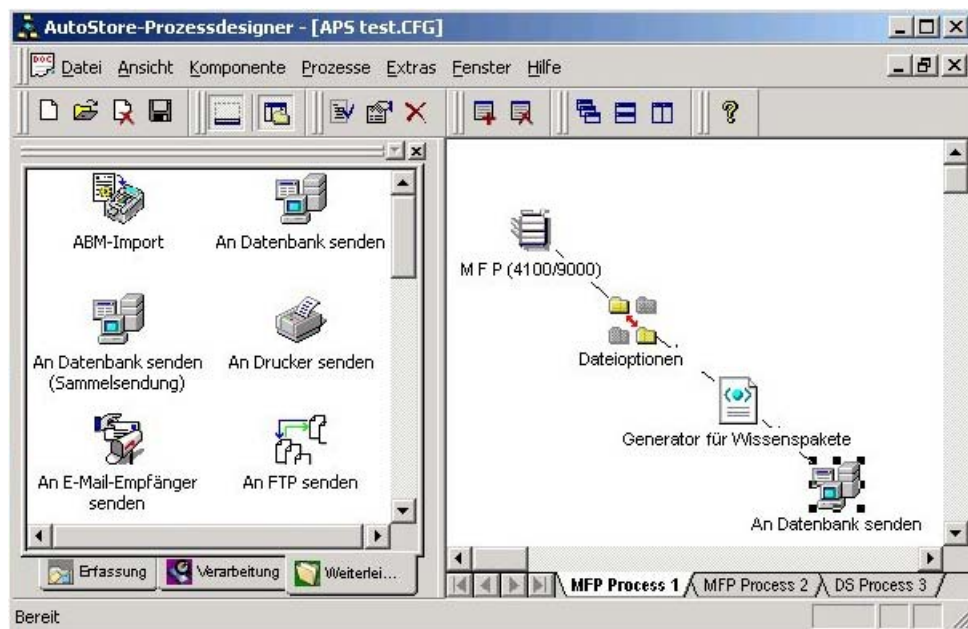 AutoStore-Prozessdesigner - [APS test.CFG]
DOC
Datei Ansicht Komponente Prozesse Extras Fenster Hilfe
ABM-Import
An Datenbank senden
An Datenbank senden
(Sammelsendung)
An Drucker senden
An E-Mail-Empfänger
senden
An FTP senden
Erfassung
Verarbeitung
Weiterlei...
M F P (4100/9000)
Dateioptionen
Generator für Wissenspakete
An Datenbank senden
MFP Process 1
MFP Process 2
DS Process 3
Bereit